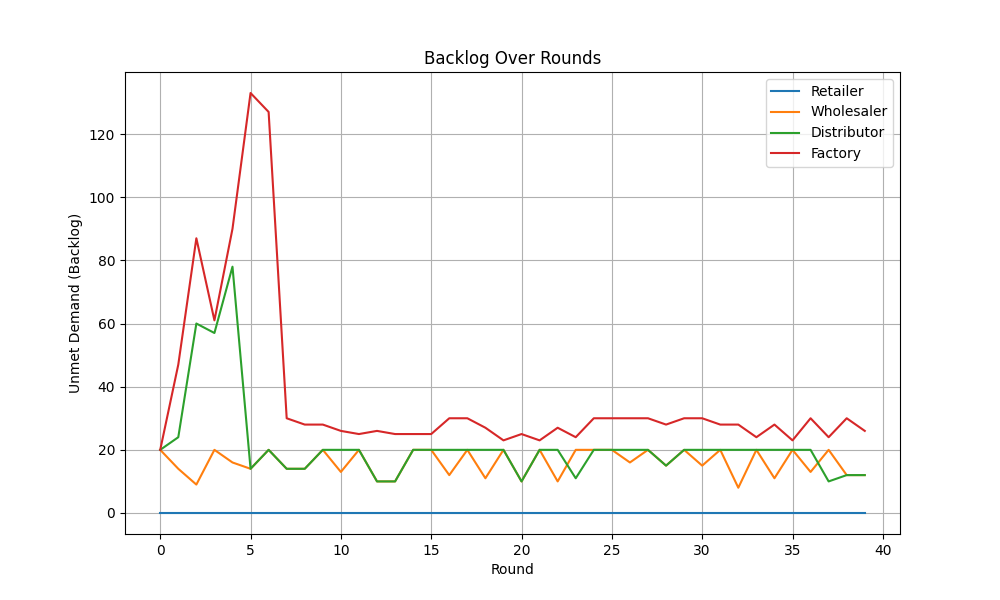 Backlog Over Rounds
Unmet Demand (Backlog)
120
100
80
60
40
20
0
0 5 10 15 20 25 30 35 40
Round
Retailer
Wholesaler
Distributor
Factory